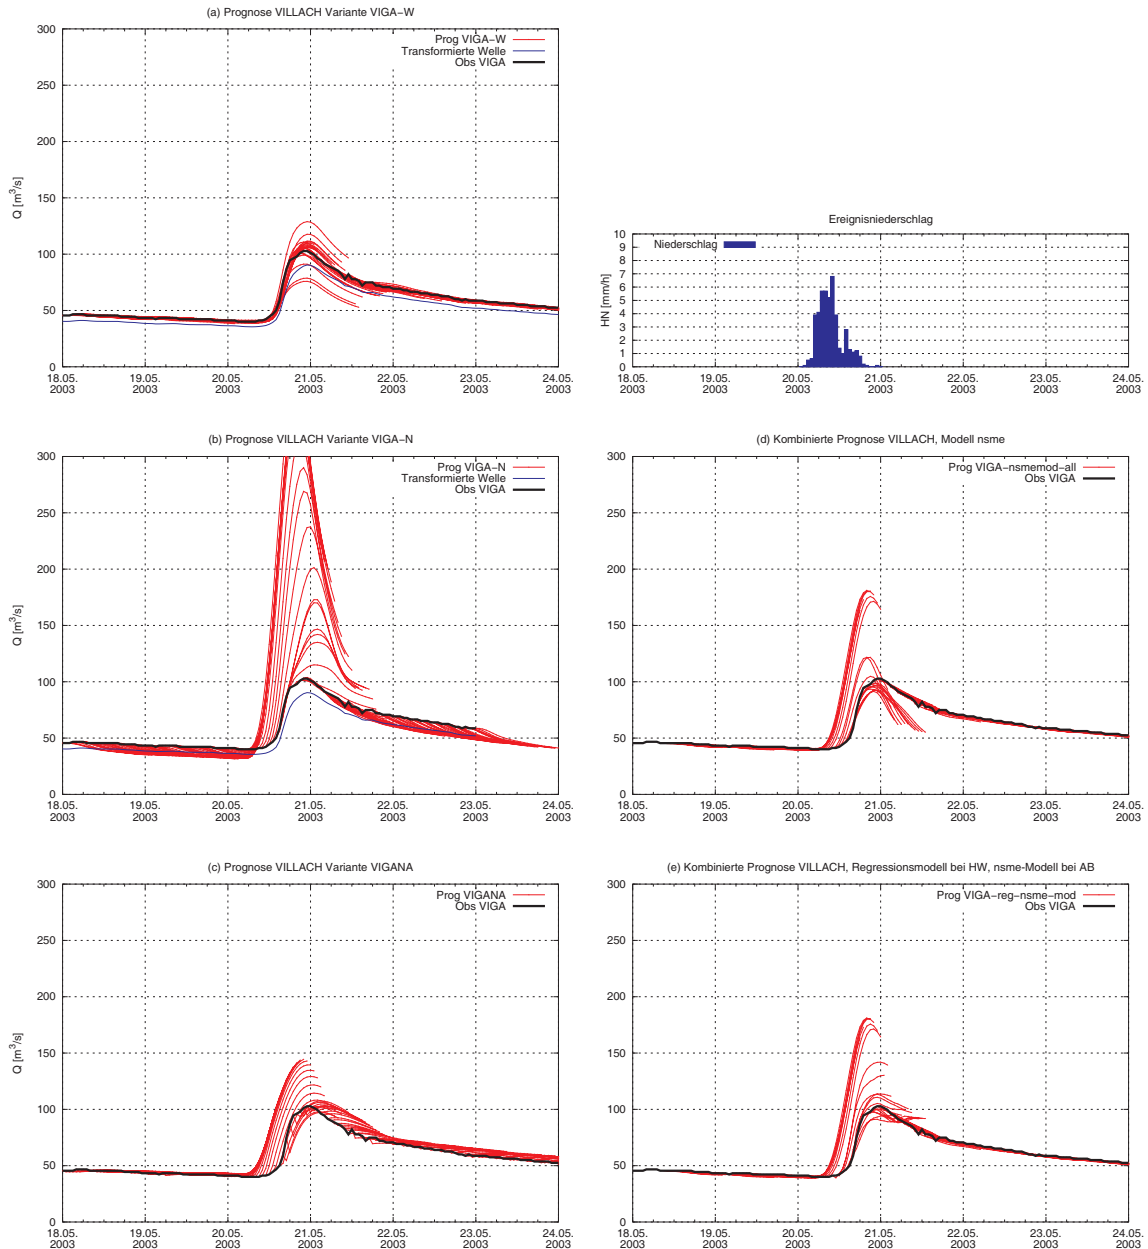 (a) Prognose VILLACH Variante VIGA-W
Prog VIGA-W
Transformierte Welle
Obs VIGA
Q [m³/s]
300
250
200
150
100
50
0
18.05. 19.05. 20.05. 21.05. 22.05. 23.05. 24.05.
2003 2003 2003 2003 2003 2003 2003
Ereignisniederschlag
Niederschlag
HN [mm/h]
10
9
8
7
6
5
4
3
2
1
0
18.05. 19.05. 20.05. 21.05. 22.05. 23.05. 24.05.
2003 2003 2003 2003 2003 2003 2003
(b) Prognose VILLACH Variante VIGA-N
Prog VIGA-N
Transformierte Welle
Obs VIGA
Q [m³/s]
300
250
200
150
100
50
0
18.05. 19.05. 20.05. 21.05. 22.05. 23.05. 24.05.
2003 2003 2003 2003 2003 2003 2003
(d) Kombinierte Prognose VILLACH, Modell nsme
Prog VIGA-nsmemod-all
Obs VIGA
300
250
200
150
100
50
0
18.05. 19.05. 20.05. 21.05. 22.05. 23.05. 24.05.
2003 2003 2003 2003 2003 2003 2003
(c) Prognose VILLACH Variante VIGANA
Prog VIGANA
Obs VIGA
Q [m³/s]
300
250
200
150
100
50
0
18.05. 19.05. 20.05. 21.05. 22.05. 23.05. 24.05.
2003 2003 2003 2003 2003 2003 2003
(e) Kombinierte Prognose VILLACH, Regressionsmodell bei HW, nsme-Modell bei AB
Prog VIGA-reg-nsme-mod
Obs VIGA
300
250
200
150
100
50
0
18.05. 19.05. 20.05. 21.05. 22.05. 23.05. 24.05.
2003 2003 2003 2003 2003 2003 2003